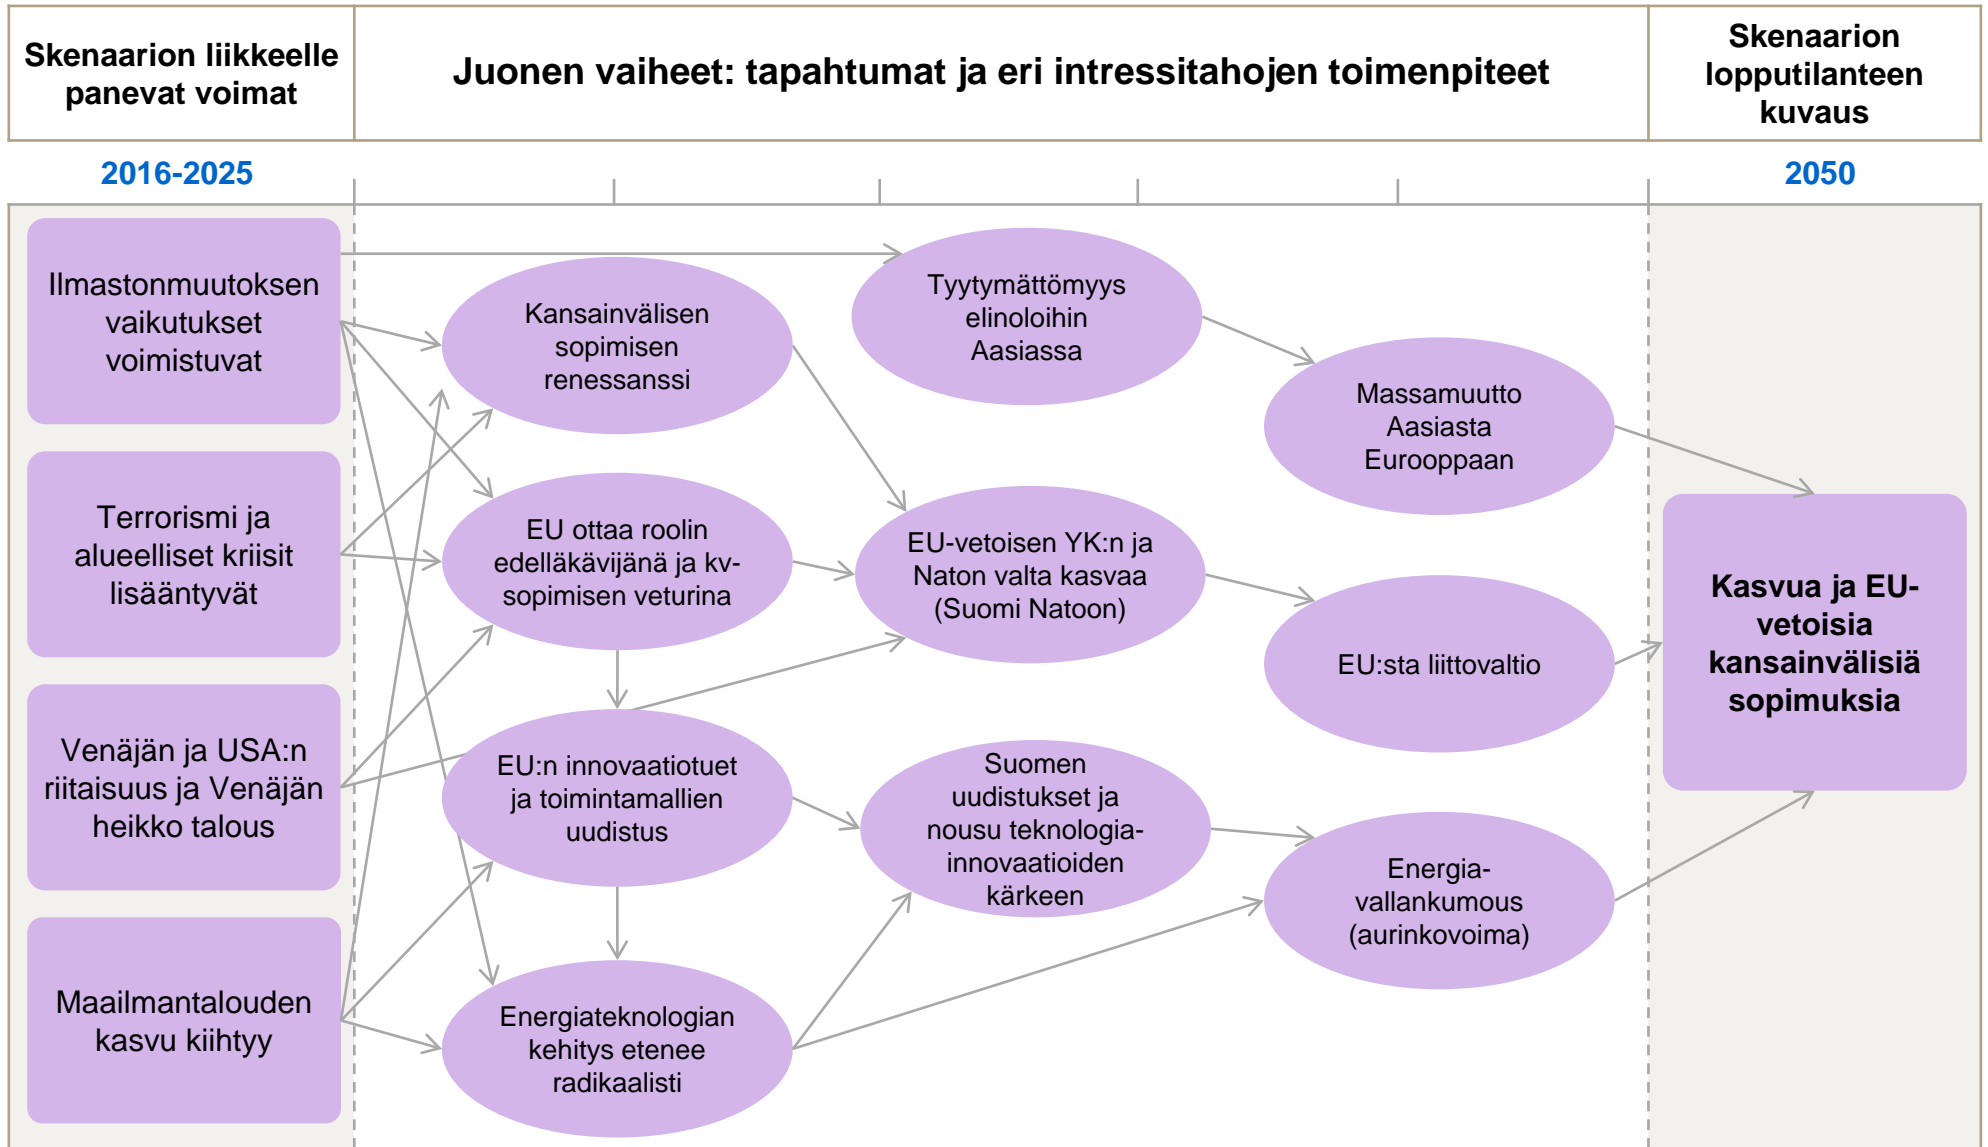 Skenaarion liikkeelle
panevat voimat
Juonen vaiheet: tapahtumat ja eri intressitahojen toimenpiteet
Skenaarion
lopputilanteen
kuvaus
2016-2025
2050
Ilmastonmuutoksen
vaikutukset
voimistuvat
Terrorismi ja
alueelliset kriisit
lisääntyvät
Venäjän ja USA:n
riitaisuus ja Venäjän
heikko talous
Maailmantalouden
kasvu kiihtyy
Kansainvälisen
sopimisen
renessanssi
EU ottaa roolin
edelläkävijänä ja kv-
sopimisen veturina
EU:n innovaatiotuet
ja toimintamallien
uudistus
Energiateknologian
kehitys etenee
radikaalisti
Tyytymättömyys
elinoloihin
Aasiassa
EU-vetoisen YK:n ja
Naton valta kasvaa
(Suomi Natoon)
Suomen
uudistukset ja
nousu teknologia-
innovaatioiden
kärkeen
Massamuutto
Aasiasta
Eurooppaan
EU:sta liittovaltio
Energia-
vallankumous
(aurinkovoima)
Kasvua ja EU-
vetoisia
kansainvälisiä
sopimuksia